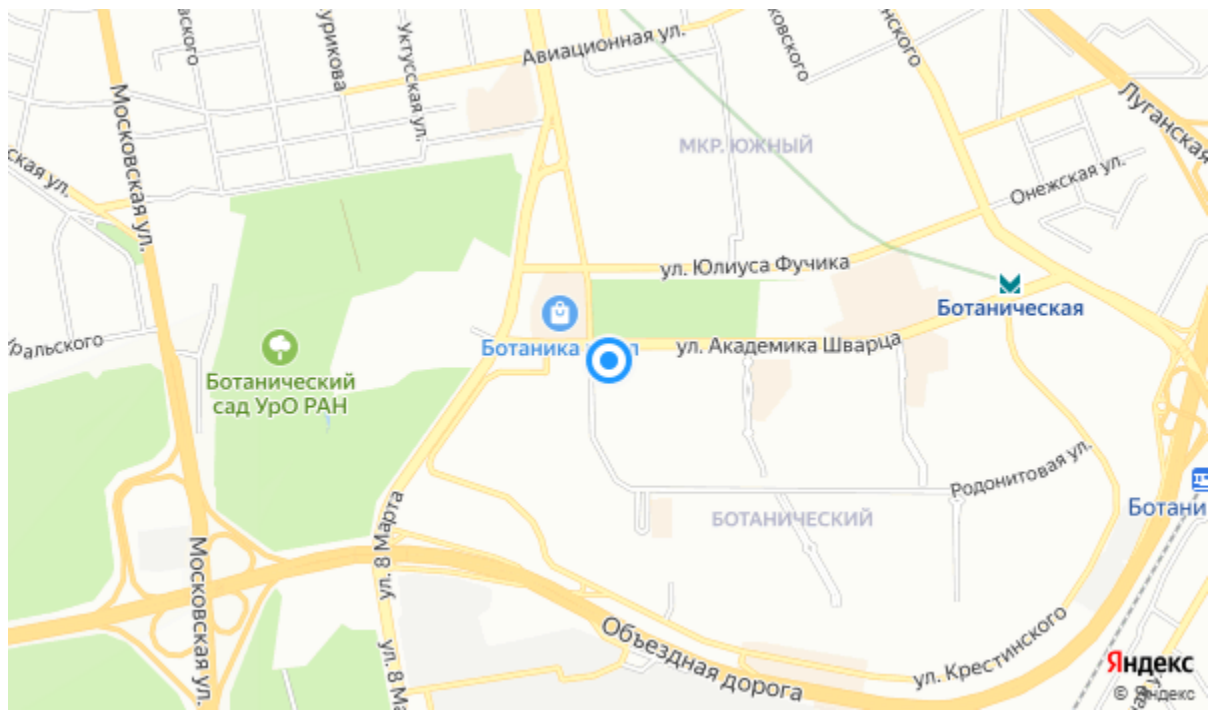 Авиационная ул.
Уктусская ул.
Московская ул.
Луганская
МКР. ЮЖНЫЙ
Онежская ул.
ул. Юлиуса Фучика
Ботаническая
Ботаника
ул. Академика Шварца
Ботанический
сад УрО РАН
Родонитовая ул.
БОТАНИЧЕСКИЙ
ул. 8 Марта
Московская ул.
Объездная дорога
ул. Крестинского
Яндекс
© Яндекс